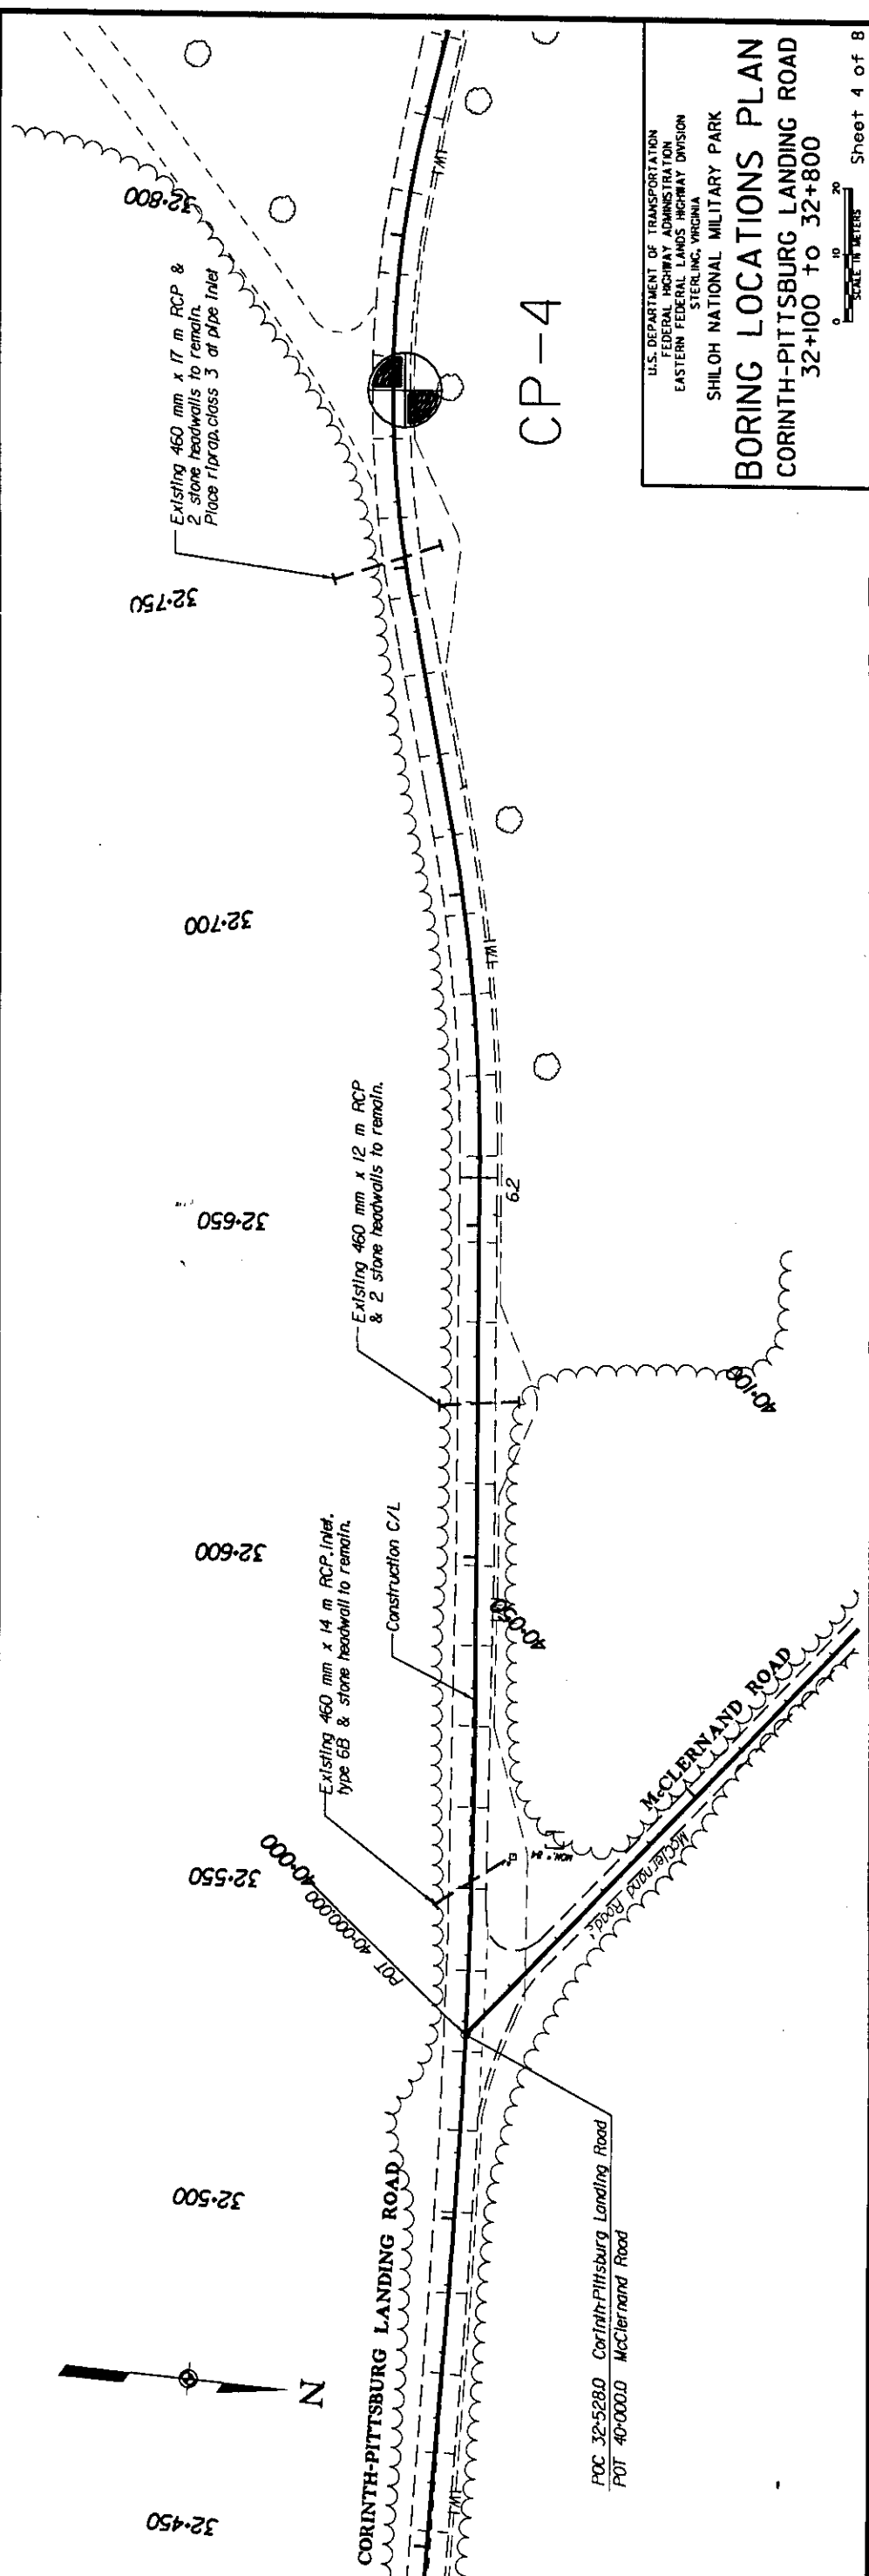 32+800
Existing 460 mm x 17 m RCP &
2 stone headwalls to remain.
Place riprap, class 3 at pipe inlet
32+750
CP-4
U.S. DEPARTMENT OF TRANSPORTATION
FEDERAL HIGHWAY ADMINISTRATION
EASTERN FEDERAL LANDS HIGHWAY DIVISION
STERLING, VIRGINIA
SHILOH NATIONAL MILITARY PARK
BORING LOCATIONS PLAN
CORINTH-PITTSBURG LANDING ROAD
32+100 to 32+800
0 10 20
SCALE IN METERS
Sheet 4 of 8
32+700
32+650
Existing 460 mm x 12 m RCP
& 2 stone headwalls to remain.
6.2
32+600
Existing 460 mm x 14 m RCP, inlet,
type 6B & stone headwall to remain.
Construction C/L
40+100
40+050
McCLERNAND ROAD
McClernand Road
MON. # 84
32+550
40+000
POT 40+000.000
32+500
CORINTH-PITTSBURG LANDING ROAD
POC 32+528.0 Corinth-Pittsburg Landing Road
POT 40+000.0 McClernand Road
N
32+450